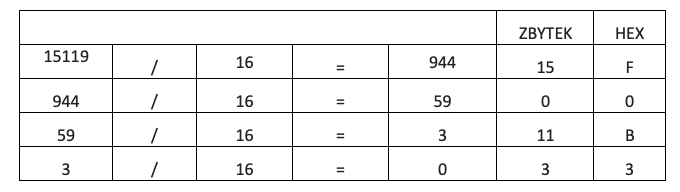 ZBYTEK HEX
15119 / 16 = 944 15 F
944 / 16 = 59 0 0
59 / 16 = 3 11 B
3 / 16 = 0 3 3